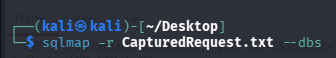 ┌──(kali㉿kali)-[~/Desktop]
└─$ sqlmap -r CapturedRequest.txt --dbs